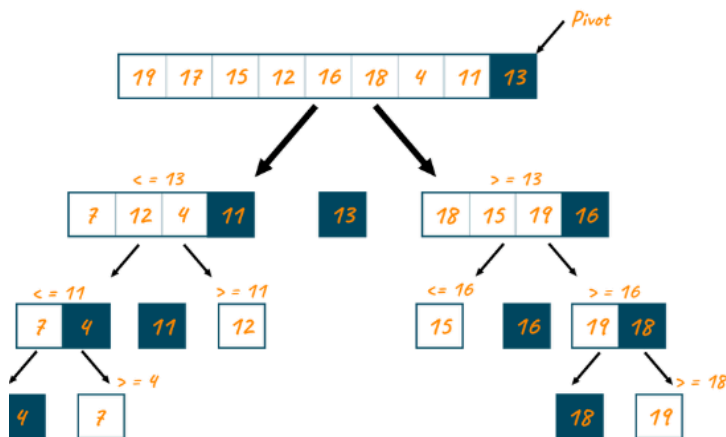 Pivot
19 17 15 12 16 18 4 11 13
< = 13 > = 13
7 12 4 11 13 18 15 19 16
< = 11 > = 11 <= 16 > = 16
7 4 11 12 15 16 19 18
> = 4 > = 18
4 7 18 19